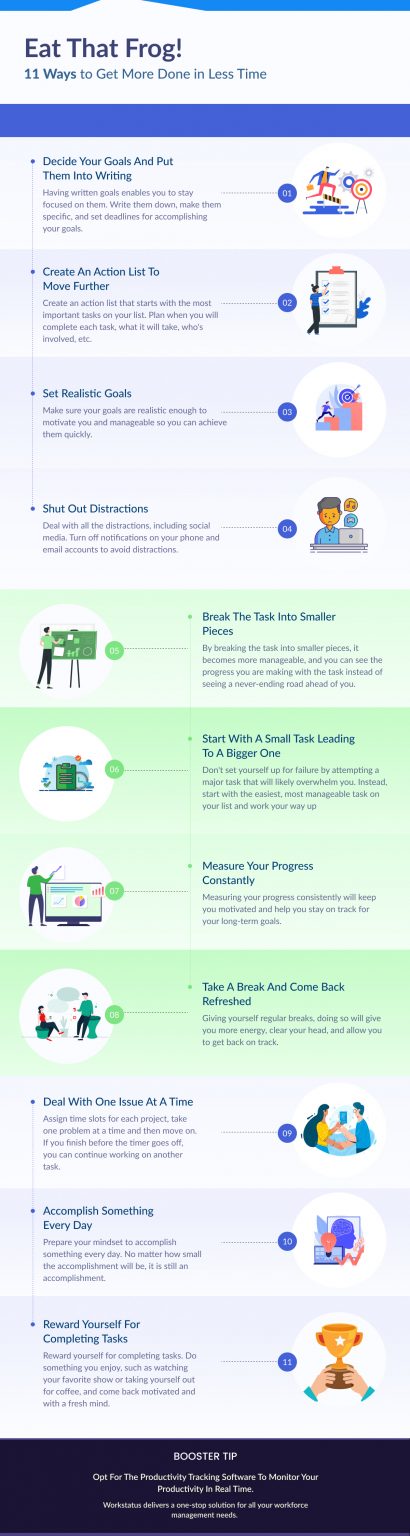 Eat That Frog!
11 Ways to Get More Done in Less Time
Decide Your Goals And Put
Them Into Writing
Having written goals enables you to stay
focused on them. Write them down, make them
specific, and set deadlines for accomplishing
your goals.
01
Create An Action List To
Move Further
Create an action list that starts with the most
important tasks on your list. Plan when you will
complete each task, what it will take, who's
involved, etc.
02
Set Realistic Goals
Make sure your goals are realistic enough to
motivate you and manageable so you can achieve
them quickly.
03
Shut Out Distractions
Deal with all the distractions, including social
media. Turn off notifications on your phone and
email accounts to avoid distractions.
04
05
Break The Task Into Smaller
Pieces
By breaking the task into smaller pieces, it
becomes more manageable, and you can see the
progress you are making with the task instead of
seeing a never-ending road ahead of you.
06
Start With A Small Task Leading
To A Bigger One
Don't set yourself up for failure by attempting a
major task that will likely overwhelm you. Instead,
start with the easiest, most manageable task on
your list and work your way up
07
Measure Your Progress
Constantly
Measuring your progress consistently will keep
you motivated and help you stay on track for
your long-term goals.
08
Take A Break And Come Back
Refreshed
Giving yourself regular breaks, doing so will give
you more energy, clear your head, and allow you
to get back on track.
Deal With One Issue At A Time
Assign time slots for each project, take
one problem at a time and then move on.
If you finish before the timer goes off,
you can continue working on another
task.
09
Accomplish Something
Every Day
Prepare your mindset to accomplish
something every day. No matter how small
the accomplishment will be, it is still an
accomplishment.
10
Reward Yourself For
Completing Tasks
Reward yourself for completing tasks. Do
something you enjoy, such as watching
your favorite show or taking yourself out
for coffee, and come back motivated and
with a fresh mind.
11
BOOSTER TIP
Opt For The Productivity Tracking Software To Monitor Your
Productivity In Real Time.
Workstatus delivers a one-stop solution for all your workforce
management needs.